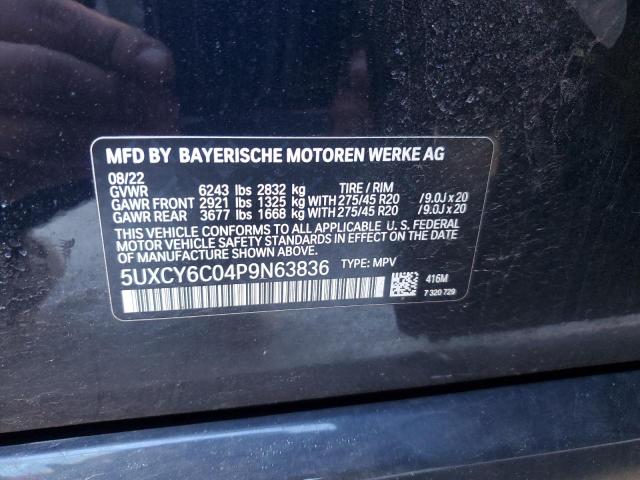 MFD BY BAYERISCHE MOTOREN WERKE AG
08/22
GVWR 6243 lbs 2832 kg TIRE / RIM
GAWR FRONT 2921 lbs 1325 kg WITH 275/45 R20 /9.0J x 20
GAWR REAR 3677 lbs 1668 kg WITH 275/45 R20 /9.0J x 20
THIS VEHICLE CONFORMS TO ALL APPLICABLE U. S. FEDERAL
MOTOR VEHICLE SAFETY STANDARDS IN EFFECT ON THE DATE
OF MANUFACTURE SHOWN ABOVE.
5UXCY6C04P9N63836 TYPE: MPV
416M
7 320 729